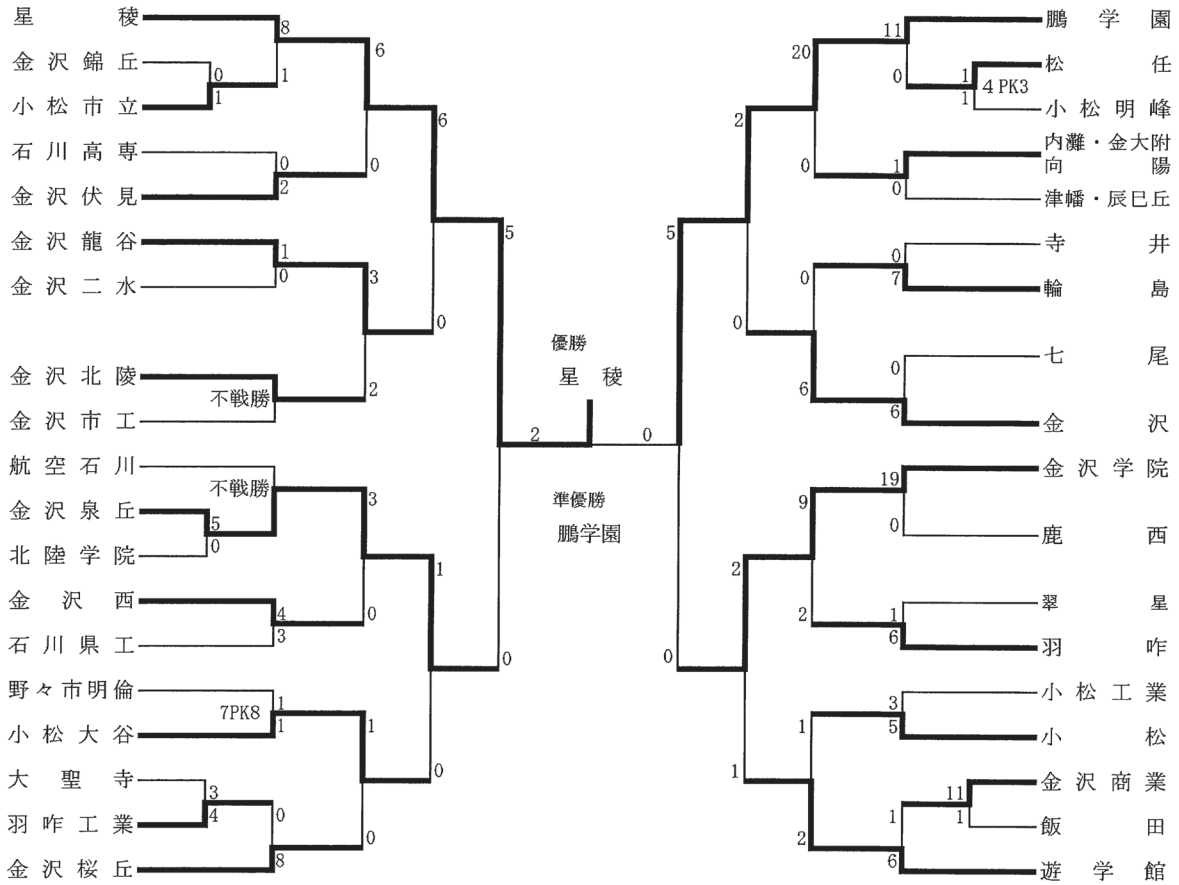 星稜
8
金沢錦丘
0
1
小松市立
1
6
石川高専
0
0
金沢伏見
2
6
金沢龍谷
1
金沢二水
0
3
5
0
金沢北陵
不戦勝
2
金沢市工
航空石川
不戦勝
3
金沢泉丘
5
北陸学院
0
1
金沢西
4
0
石川県工
3
0
野々市明倫
1
7PK8
1
小松大谷
1
0
大聖寺
3
羽咋工業
4
0
0
金沢桜丘
8
優勝
星稜
2
0
準優勝
鵬学園
鵬学園
11
20
松任
1
0
4PK3
小松明峰
1
2
内灘・金大附
向陽
1
0
津幡・辰巳丘
0
5
寺井
0
0
輪島
7
0
七尾
0
6
金沢
6
金沢学院
19
9
鹿西
0
2
翠星
1
2
羽咋
6
0
小松工業
3
1
小松
5
1
金沢商業
11
1
飯田
1
2
遊学館
6